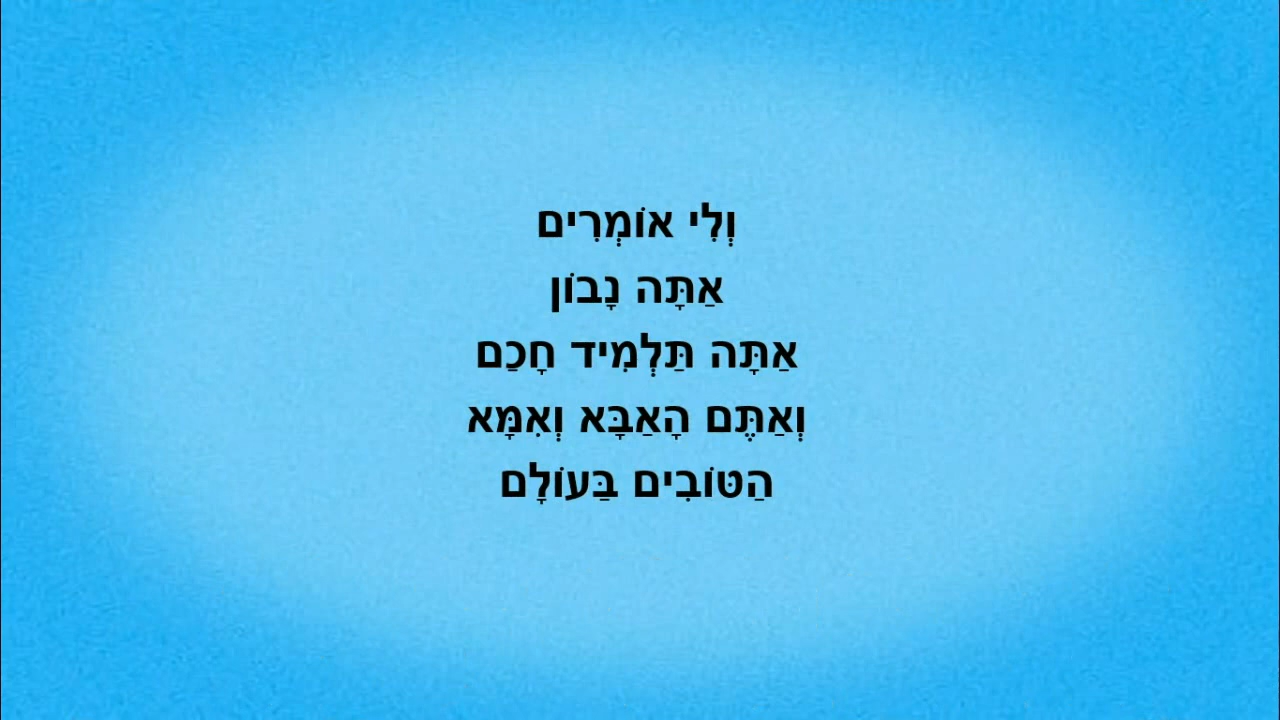 וְלִי אוֹמְרִים
אַתָּה נָבוֹן
אַתָּה תַּלְמִיד חָכַם
וְאַתֶּם הָאַבָּא וְאִמָּא
הַטּוֹבִים בַּעוֹלָם